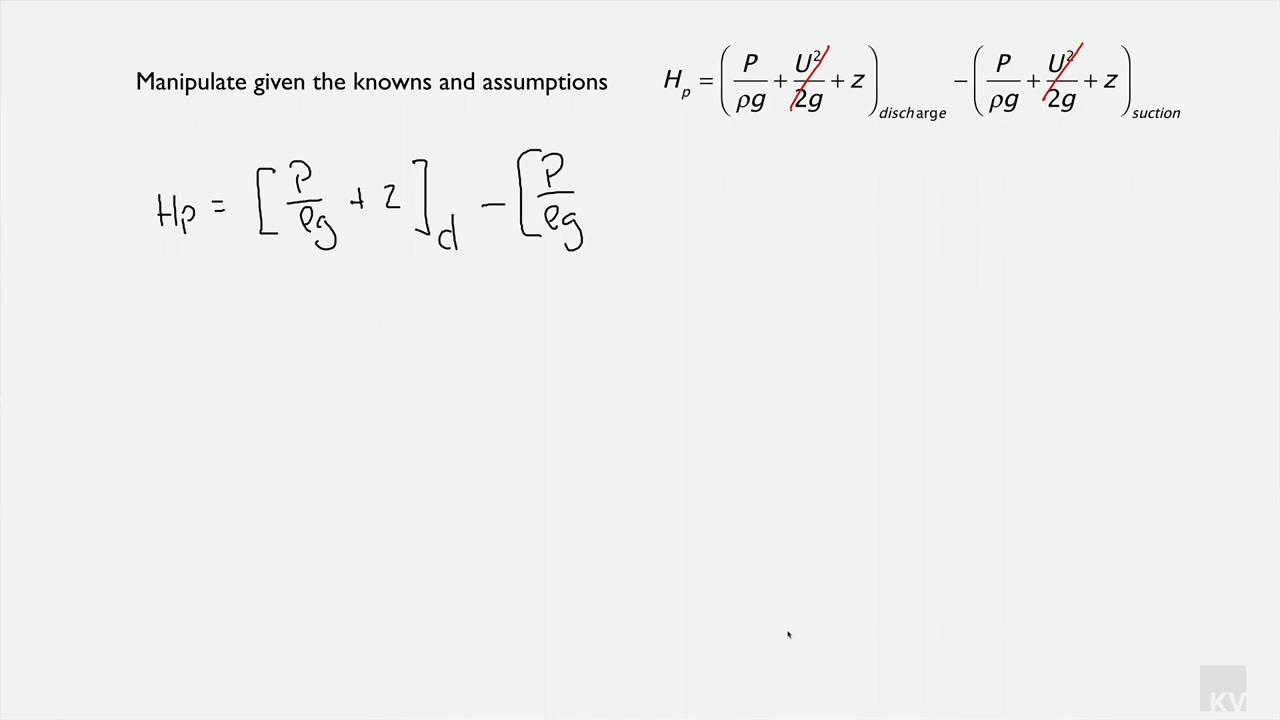 Manipulate given the knowns and assumptions
H_p = (P/ρg + U²/2g + z)_discharge − (P/ρg + U²/2g + z)_suction
Hp = [P/ρg + z]_d − [P/ρg
KV